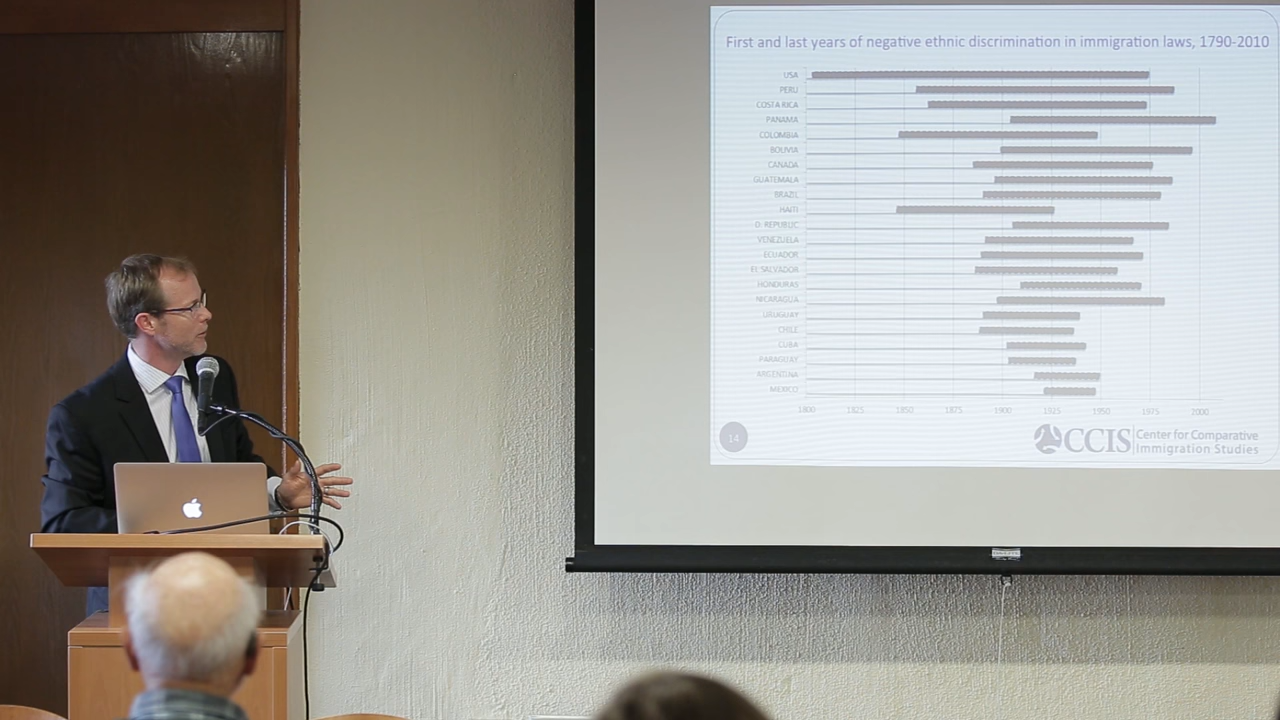 First and last years of negative ethnic discrimination in immigration laws, 1790-2010
USA
PERU
COSTA RICA
PANAMA
COLOMBIA
BOLIVIA
CANADA
GUATEMALA
BRAZIL
HAITI
D. REPUBLIC
VENEZUELA
ECUADOR
EL SALVADOR
HONDURAS
NICARAGUA
URUGUAY
CHILE
CUBA
PARAGUAY
ARGENTINA
MEXICO
1800 1825 1850 1875 1900 1925 1950 1975 2000
14
CCIS Center for Comparative
Immigration Studies